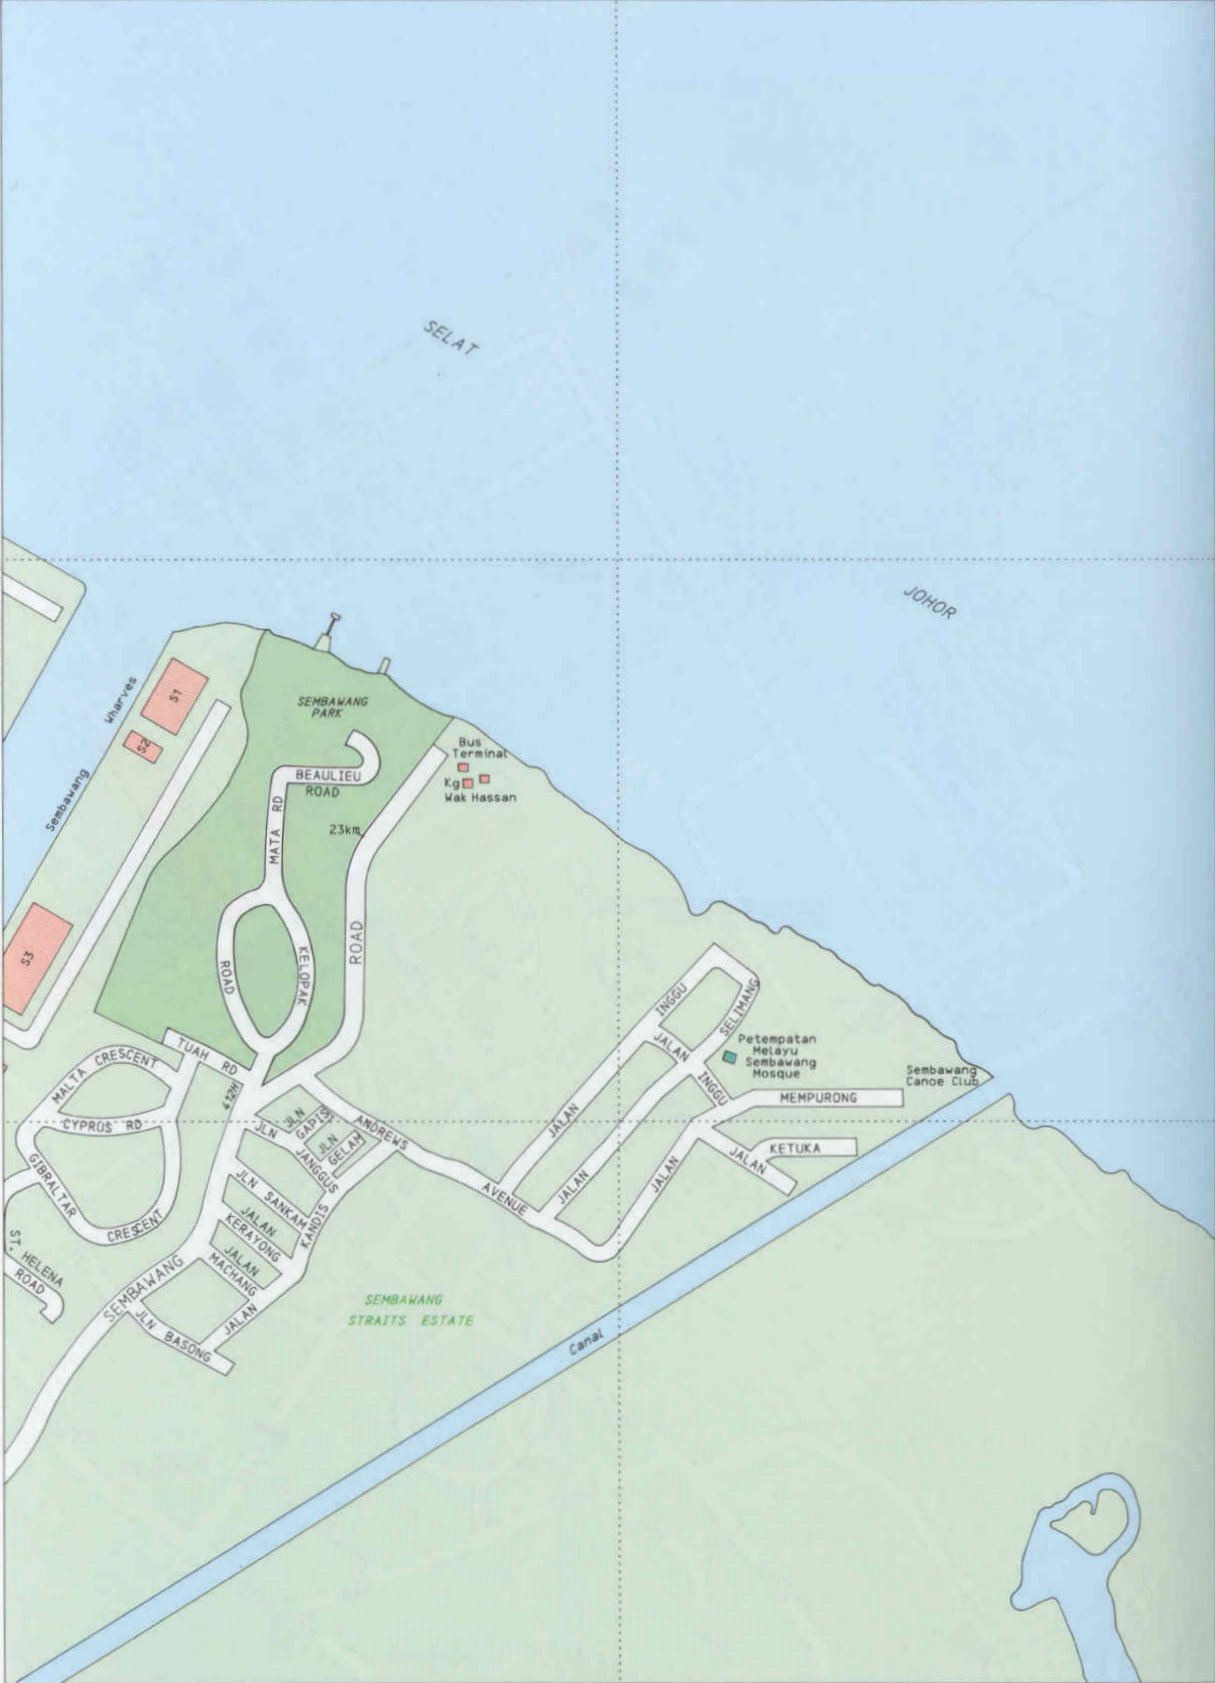 SELAT
JOHOR
SEMBAWANG
PARK
Wharves
Sembawang
S1
S2
S3
Bus
Terminal
Kg
Wak Hassan
BEAULIEU
ROAD
MATA RD
23km
ROAD
KELOPAK
ROAD
TUAH RD
MALTA CRESCENT
CYPRUS RD
GIBRALTAR
CRESCENT
ST.
HELENA
ROAD
412H
JLN
GAPIS
JLN
GELAM
JLN
JANGGUS
ANDREWS
AVENUE
JLN SANKAM
JALAN
KERAYONG
JALAN
MACHANG
KANDIS
JALAN
SEMBAWANG
JLN BASONG
SEMBAWANG
STRAITS ESTATE
INGGU
JALAN
SELIMANG
JALAN
JALAN
INGGU
Petempatan
Melayu
Sembawang
Mosque
Sembawang
Canoe Club
MEMPURONG
JALAN
KETUKA
JALAN
Canal